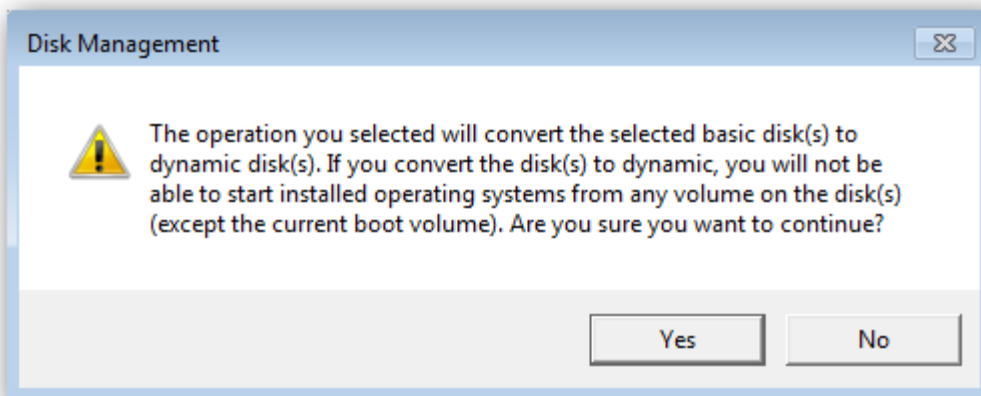 Disk Management
The operation you selected will convert the selected basic disk(s) to
dynamic disk(s). If you convert the disk(s) to dynamic, you will not be
able to start installed operating systems from any volume on the disk(s)
(except the current boot volume). Are you sure you want to continue?
Yes
No